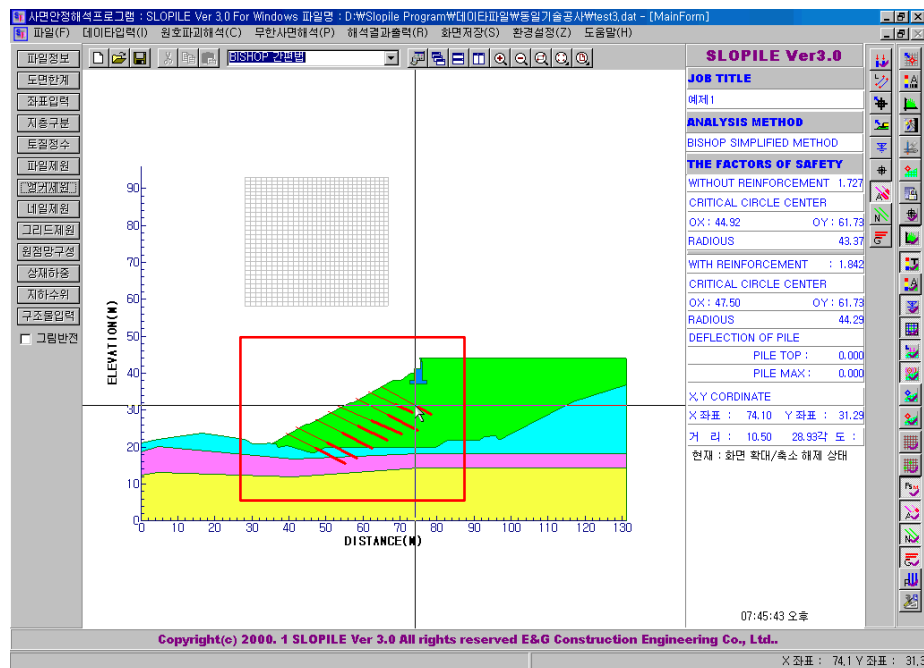 사면안정해석프로그램 : SLOPILE Ver 3,0 For Windows 파일명 : D:₩Slopile Program₩데이타파일₩동일기술공사₩test3,dat - [MainForm]
파일(F) 데이타입력(I) 원호파괴해석(C) 무한사면해석(P) 해석결과출력(R) 화면저장(S) 환경설정(Z) 도움말(H)
BISHOP 간편법
파일정보
도면한계
좌표입력
지층구분
토질정수
파일제원
앵커제원
네일제원
그리드제원
원점망구성
상재하중
지하수위
구조물입력
그림반전
ELEVATION(M)
90
80
70
60
50
40
30
20
10
0
0 10 20 30 40 50 60 70 80 90 100 110 120 130
DISTANCE(M)
SLOPILE Ver3.0
JOB TITLE
예제1
ANALYSIS METHOD
BISHOP SIMPLIFIED METHOD
THE FACTORS OF SAFETY
WITHOUT REINFORCEMENT 1.727
CRITICAL CIRCLE CENTER
OX : 44.92 OY : 61.73
RADIOUS 43.37
WITH REINFORCEMENT : 1.842
CRITICAL CIRCLE CENTER
OX : 47.50 OY : 61.73
RADIOUS 44.29
DEFLECTION OF PILE
PILE TOP : 0.000
PILE MAX : 0.000
X,Y CORDINATE
X 좌표 : 74.10 Y 좌표 : 31.29
거 리 : 10.50 28.93각 도 :
현재 : 화면 확대/축소 해제 상태
07:45:43 오후
Copyright(c) 2000. 1 SLOPILE Ver 3.0 All rights reserved E&G Construction Engineering Co., Ltd..
X 좌표 : 74.1 Y 좌표 : 31.3